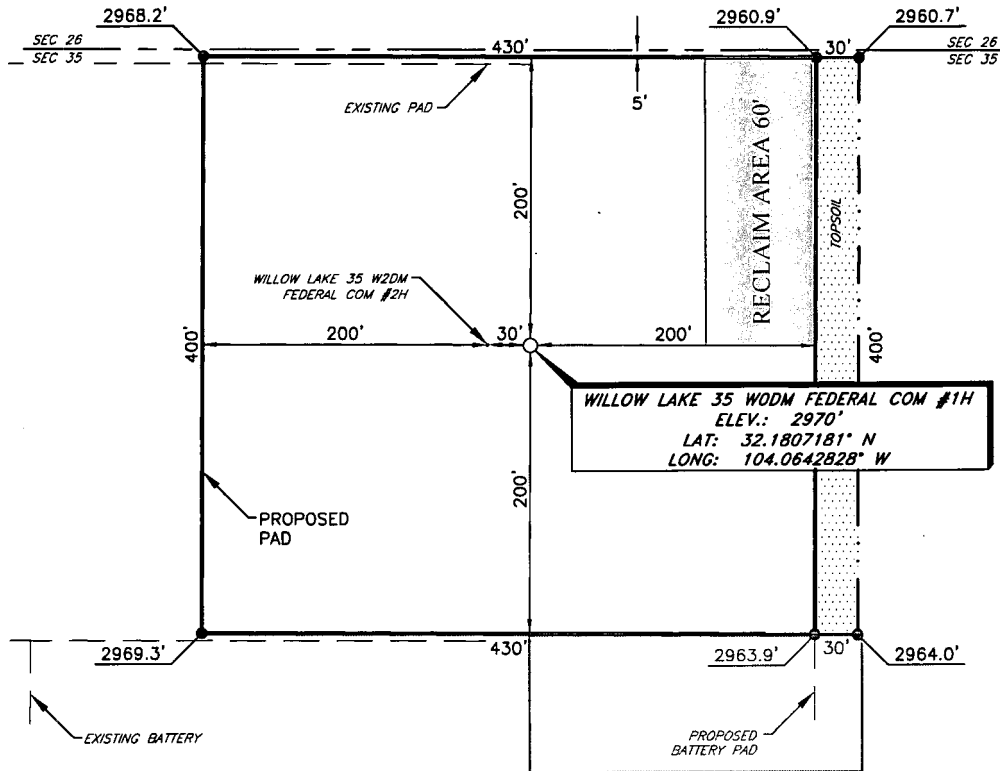 2968.2'
2960.9'
2960.7'
SEC 26
SEC 35
430'
30'
SEC 26
SEC 35
EXISTING PAD
5'
RECLAIM AREA 60'
TOPSOIL
200'
WILLOW LAKE 35 W2DM
FEDERAL COM #2H
200'
30'
200'
400'
400'
WILLOW LAKE 35 WODM FEDERAL COM #1H
ELEV.: 2970'
LAT: 32.1807181° N
LONG: 104.0642828° W
200'
PROPOSED
PAD
2969.3'
430'
2963.9'
30'
2964.0'
EXISTING BATTERY
PROPOSED
BATTERY PAD